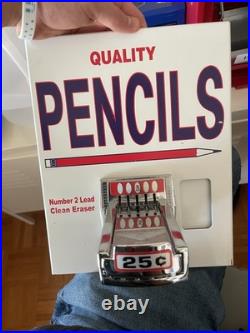 QUALITY
PENCILS
Number 2 Lead
Clean Eraser
25¢